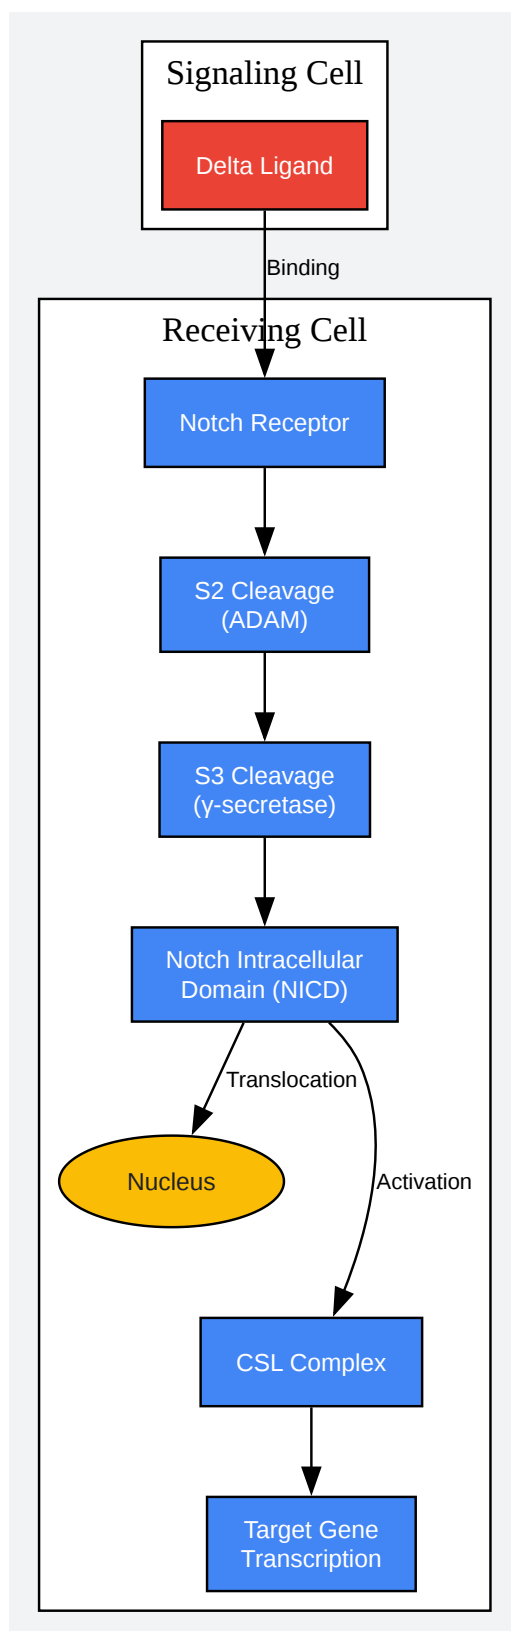 Signaling Cell
Delta Ligand
Binding
Receiving Cell
Notch Receptor
S2 Cleavage
(ADAM)
S3 Cleavage
(γ-secretase)
Notch Intracellular
Domain (NICD)
Translocation
Nucleus
Activation
CSL Complex
Target Gene
Transcription